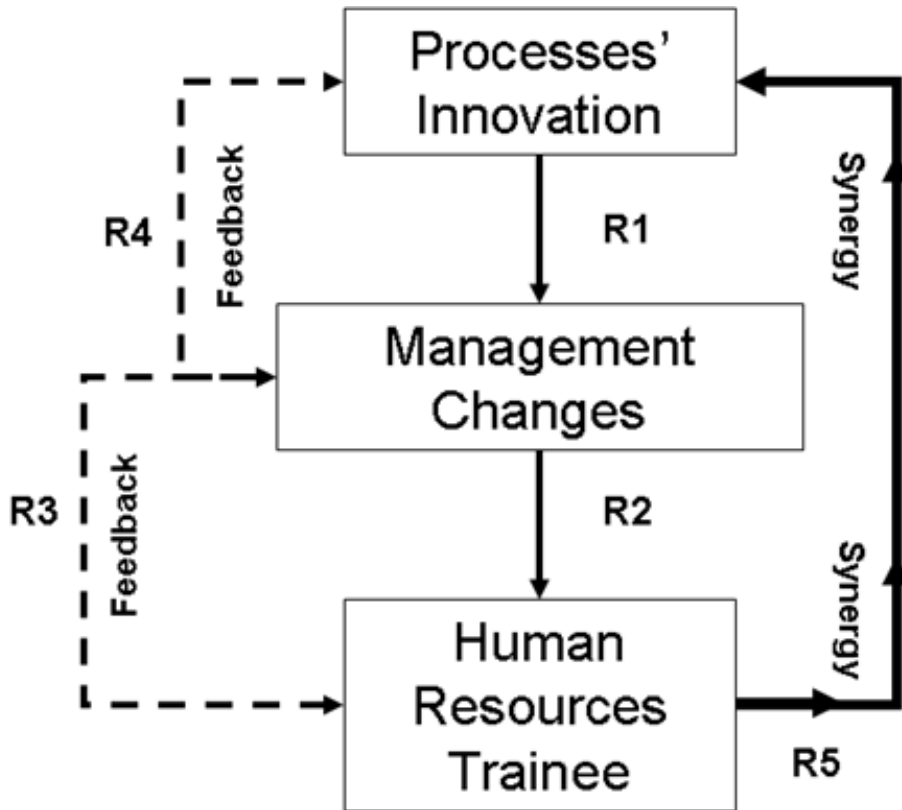 Processes'
Innovation
R4
Feedback
R1
Synergy
Management
Changes
R3
Feedback
R2
Synergy
Human
Resources
Trainee
R5